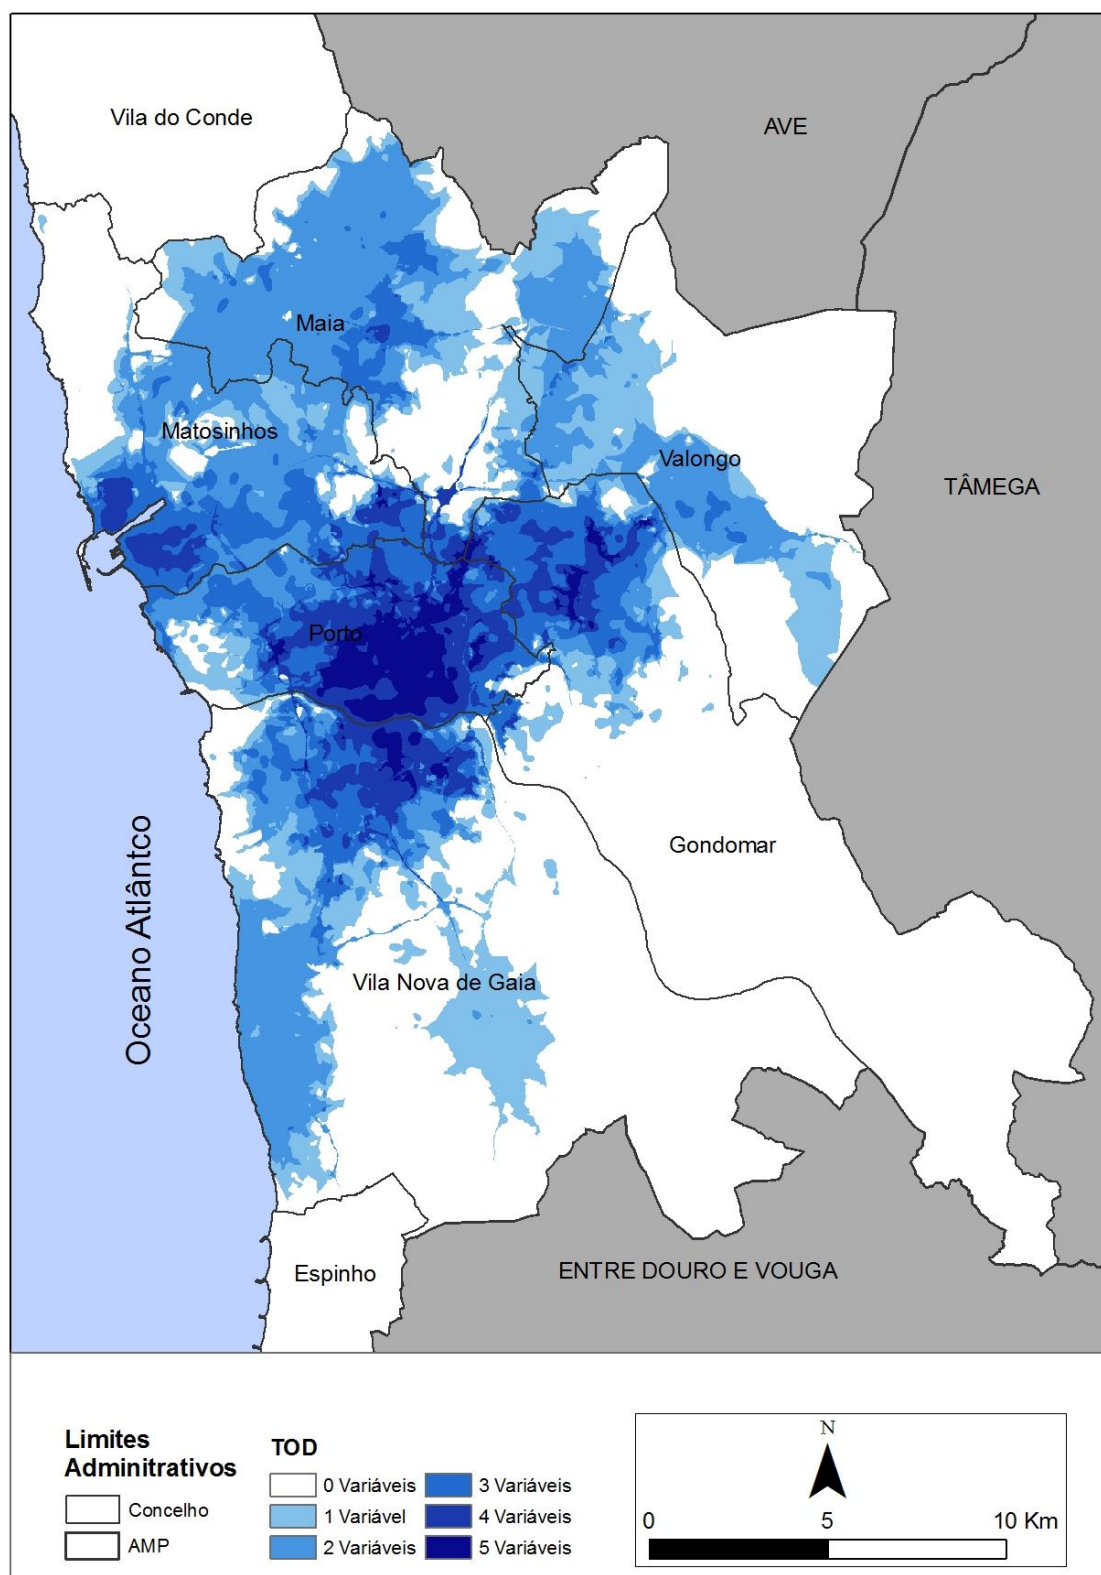 Vila do Conde
AVE
Maia
Matosinhos
Valongo
TÂMEGA
Porto
Gondomar
Oceano Atlântco
Vila Nova de Gaia
Espinho
ENTRE DOURO E VOUGA
Limites
Adminitrativos
Concelho
AMP
TOD
0 Variáveis
1 Variável
2 Variáveis
3 Variáveis
4 Variáveis
5 Variáveis
N
0 5 10 Km